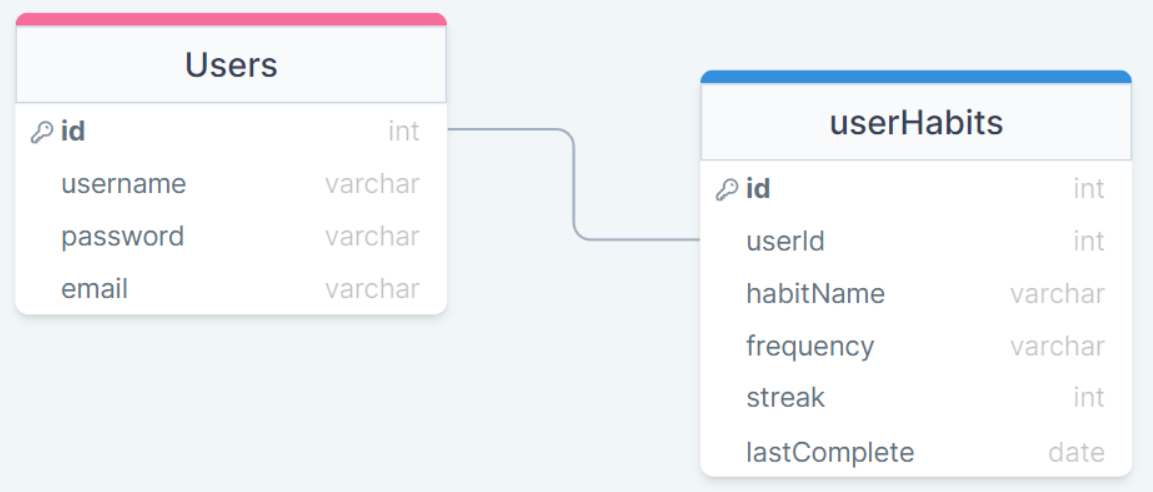 Users
id int
username varchar
password varchar
email varchar
userHabits
id int
userId int
habitName varchar
frequency varchar
streak int
lastComplete date